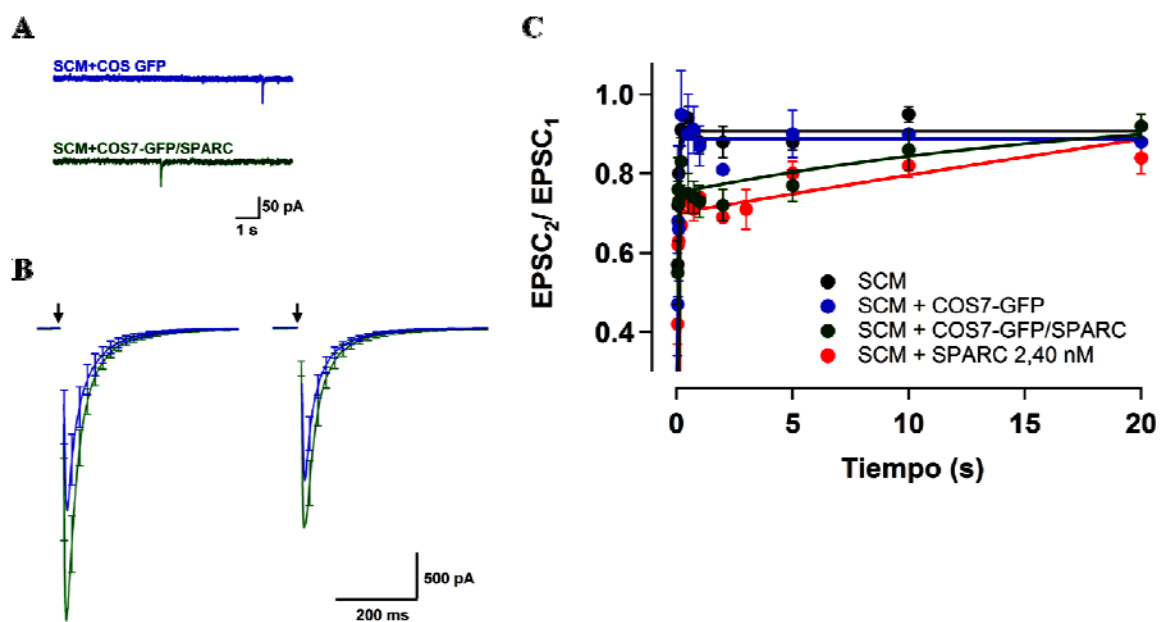 A
SCM+COS GFP
SCM+COS7-GFP/SPARC
50 pA
1 s
B
500 pA
200 ms
C
EPSC2/ EPSC1
1.0
0.8
0.6
0.4
SCM
SCM + COS7-GFP
SCM + COS7-GFP/SPARC
SCM + SPARC 2,40 nM
0 5 10 15 20
Tiempo (s)